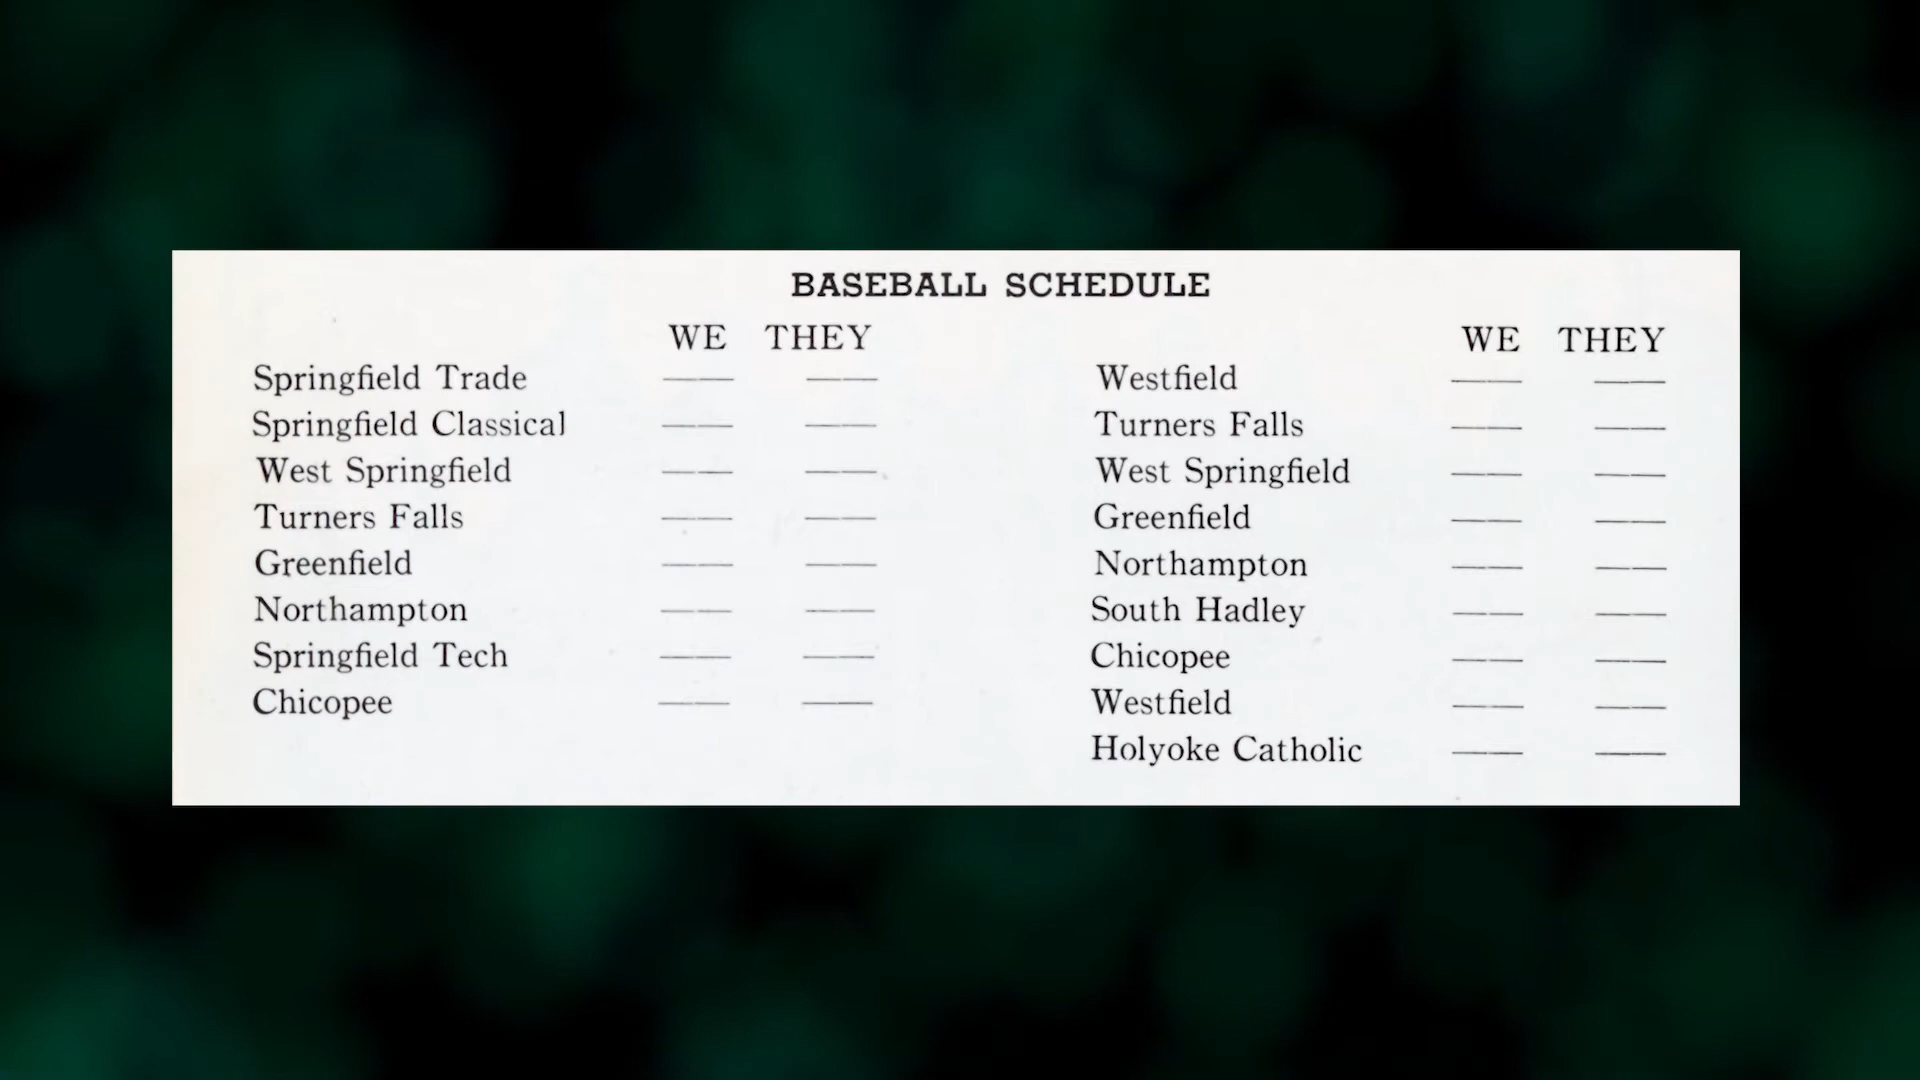 BASEBALL SCHEDULE
WE THEY
Springfield Trade
Springfield Classical
West Springfield
Turners Falls
Greenfield
Northampton
Springfield Tech
Chicopee
WE THEY
Westfield
Turners Falls
West Springfield
Greenfield
Northampton
South Hadley
Chicopee
Westfield
Holyoke Catholic